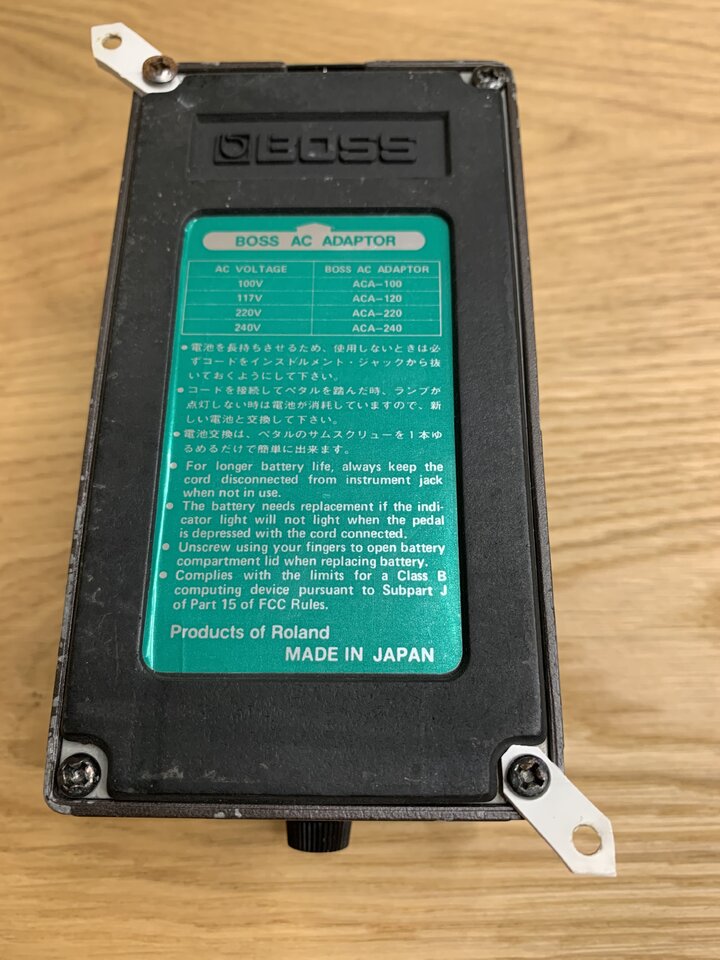 BOSS
BOSS AC ADAPTOR
AC VOLTAGE BOSS AC ADAPTOR
100V ACA-100
117V ACA-120
220V ACA-220
240V ACA-240
● 電池を長持ちさせるため、使用しないときは必
ずコードをインストルメント・ジャックから抜
いておくようにして下さい。
● コードを接続してペダルを踏んだ時、ランプが
点灯しない時は電池が消耗していますので、新
しい電池と交換して下さい。
● 電池交換は、ペダルのサムスクリューを1本ゆ
るめるだけで簡単に出来ます。
● For longer battery life, always keep the
cord disconnected from instrument jack
when not in use.
● The battery needs replacement if the indi-
cator light will not light when the pedal
is depressed with the cord connected.
● Unscrew using your fingers to open battery
compartment lid when replacing battery.
● Complies with the limits for a Class B
computing device pursuant to Subpart J
of Part 15 of FCC Rules.
Products of Roland
MADE IN JAPAN